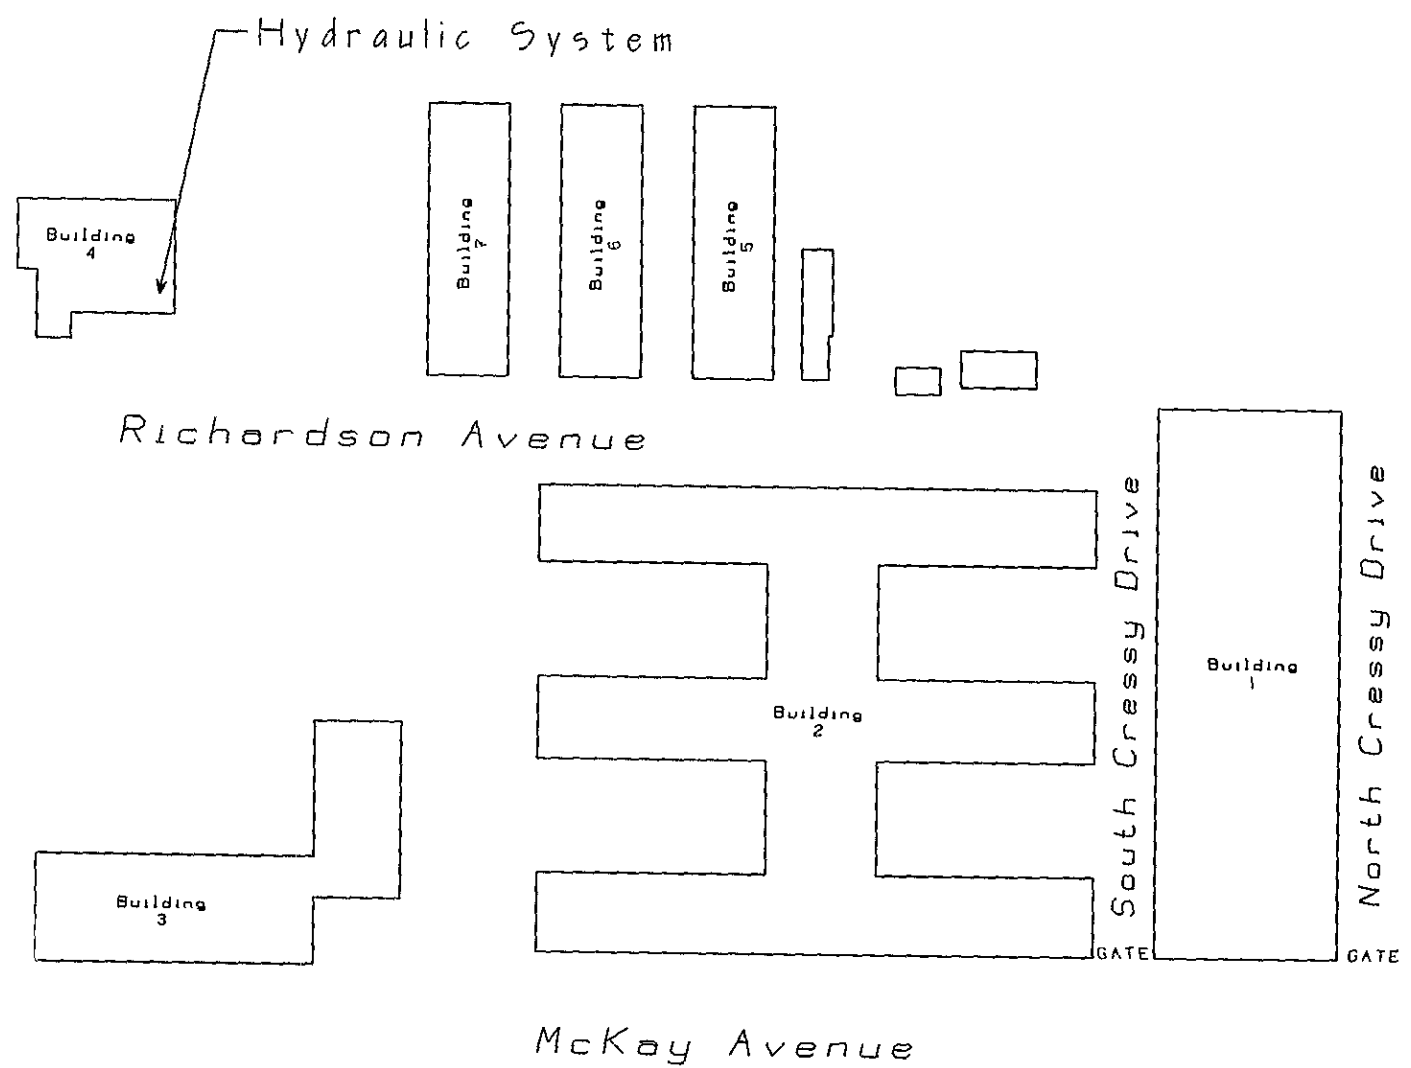 Hydraulic System
Building
4
Building
7
Building
6
Building
5
Richardson Avenue
South Cressy Drive
North Cressy Drive
Building
1
Building
2
Building
3
GATE
GATE
McKay Avenue